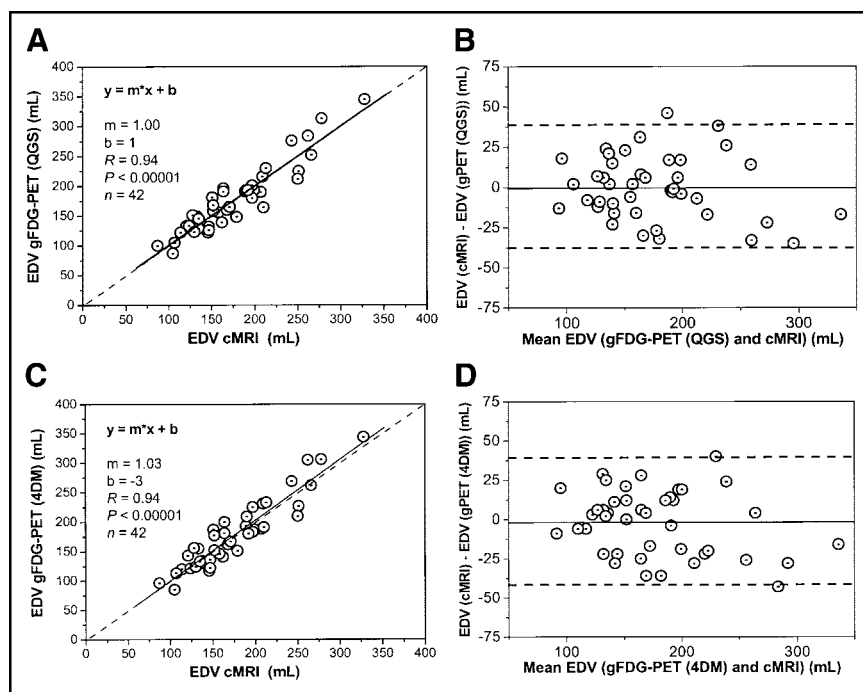 A
y = m*x + b
m = 1.00
b = 1
R = 0.94
P < 0.00001
n = 42
EDV gFDG-PET (QGS) (mL)
400
350
300
250
200
150
100
50
0
0 50 100 150 200 250 300 350 400
EDV cMRI (mL)
B
EDV (cMRI) - EDV (gPET (QGS)) (mL)
75
50
25
0
-25
-50
-75
100 200 300
Mean EDV (gFDG-PET (QGS) and cMRI) (mL)
C
y = m*x + b
m = 1.03
b = -3
R = 0.94
P < 0.00001
n = 42
EDV gFDG-PET (4DM) (mL)
400
350
300
250
200
150
100
50
0
0 50 100 150 200 250 300 350 400
EDV cMRI (mL)
D
EDV (cMRI) - EDV (gPET (4DM)) (mL)
75
50
25
0
-25
-50
-75
100 200 300
Mean EDV (gFDG-PET (4DM) and cMRI) (mL)